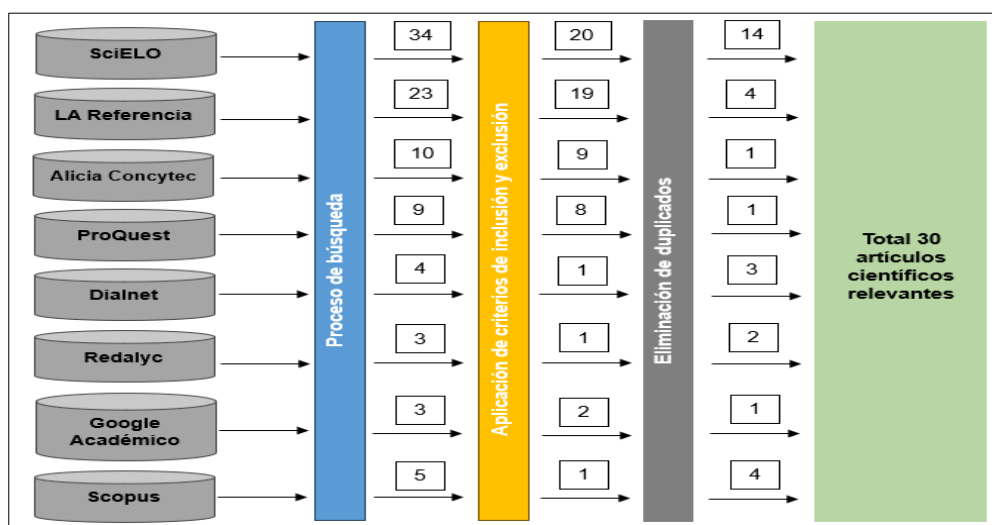 SciELO
34
20
14
LA Referencia
23
19
4
Alicia Concytec
10
9
1
ProQuest
9
8
1
Dialnet
4
1
3
Redalyc
3
1
2
Google
Académico
3
2
1
Scopus
5
1
4
Proceso de búsqueda
Aplicación de criterios de inclusión y exclusión
Eliminación de duplicados
Total 30
artículos
científicos
relevantes